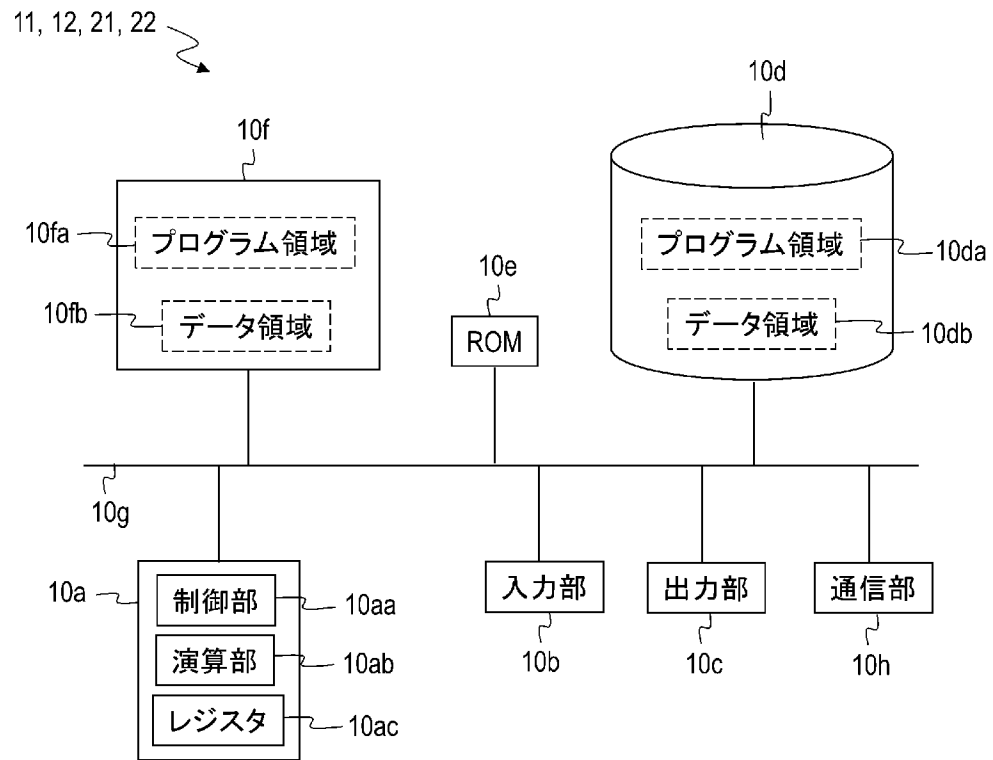 11, 12, 21, 22
10d
10f
10fa
プログラム領域
プログラム領域
10da
10e
10fb
データ領域
ROM
データ領域
10db
10g
10a
制御部
10aa
入力部
出力部
通信部
演算部
10ab
10b
10c
10h
レジスタ
10ac